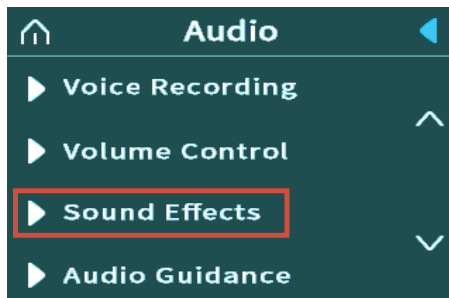 Audio
Voice Recording
Volume Control
Sound Effects
Audio Guidance